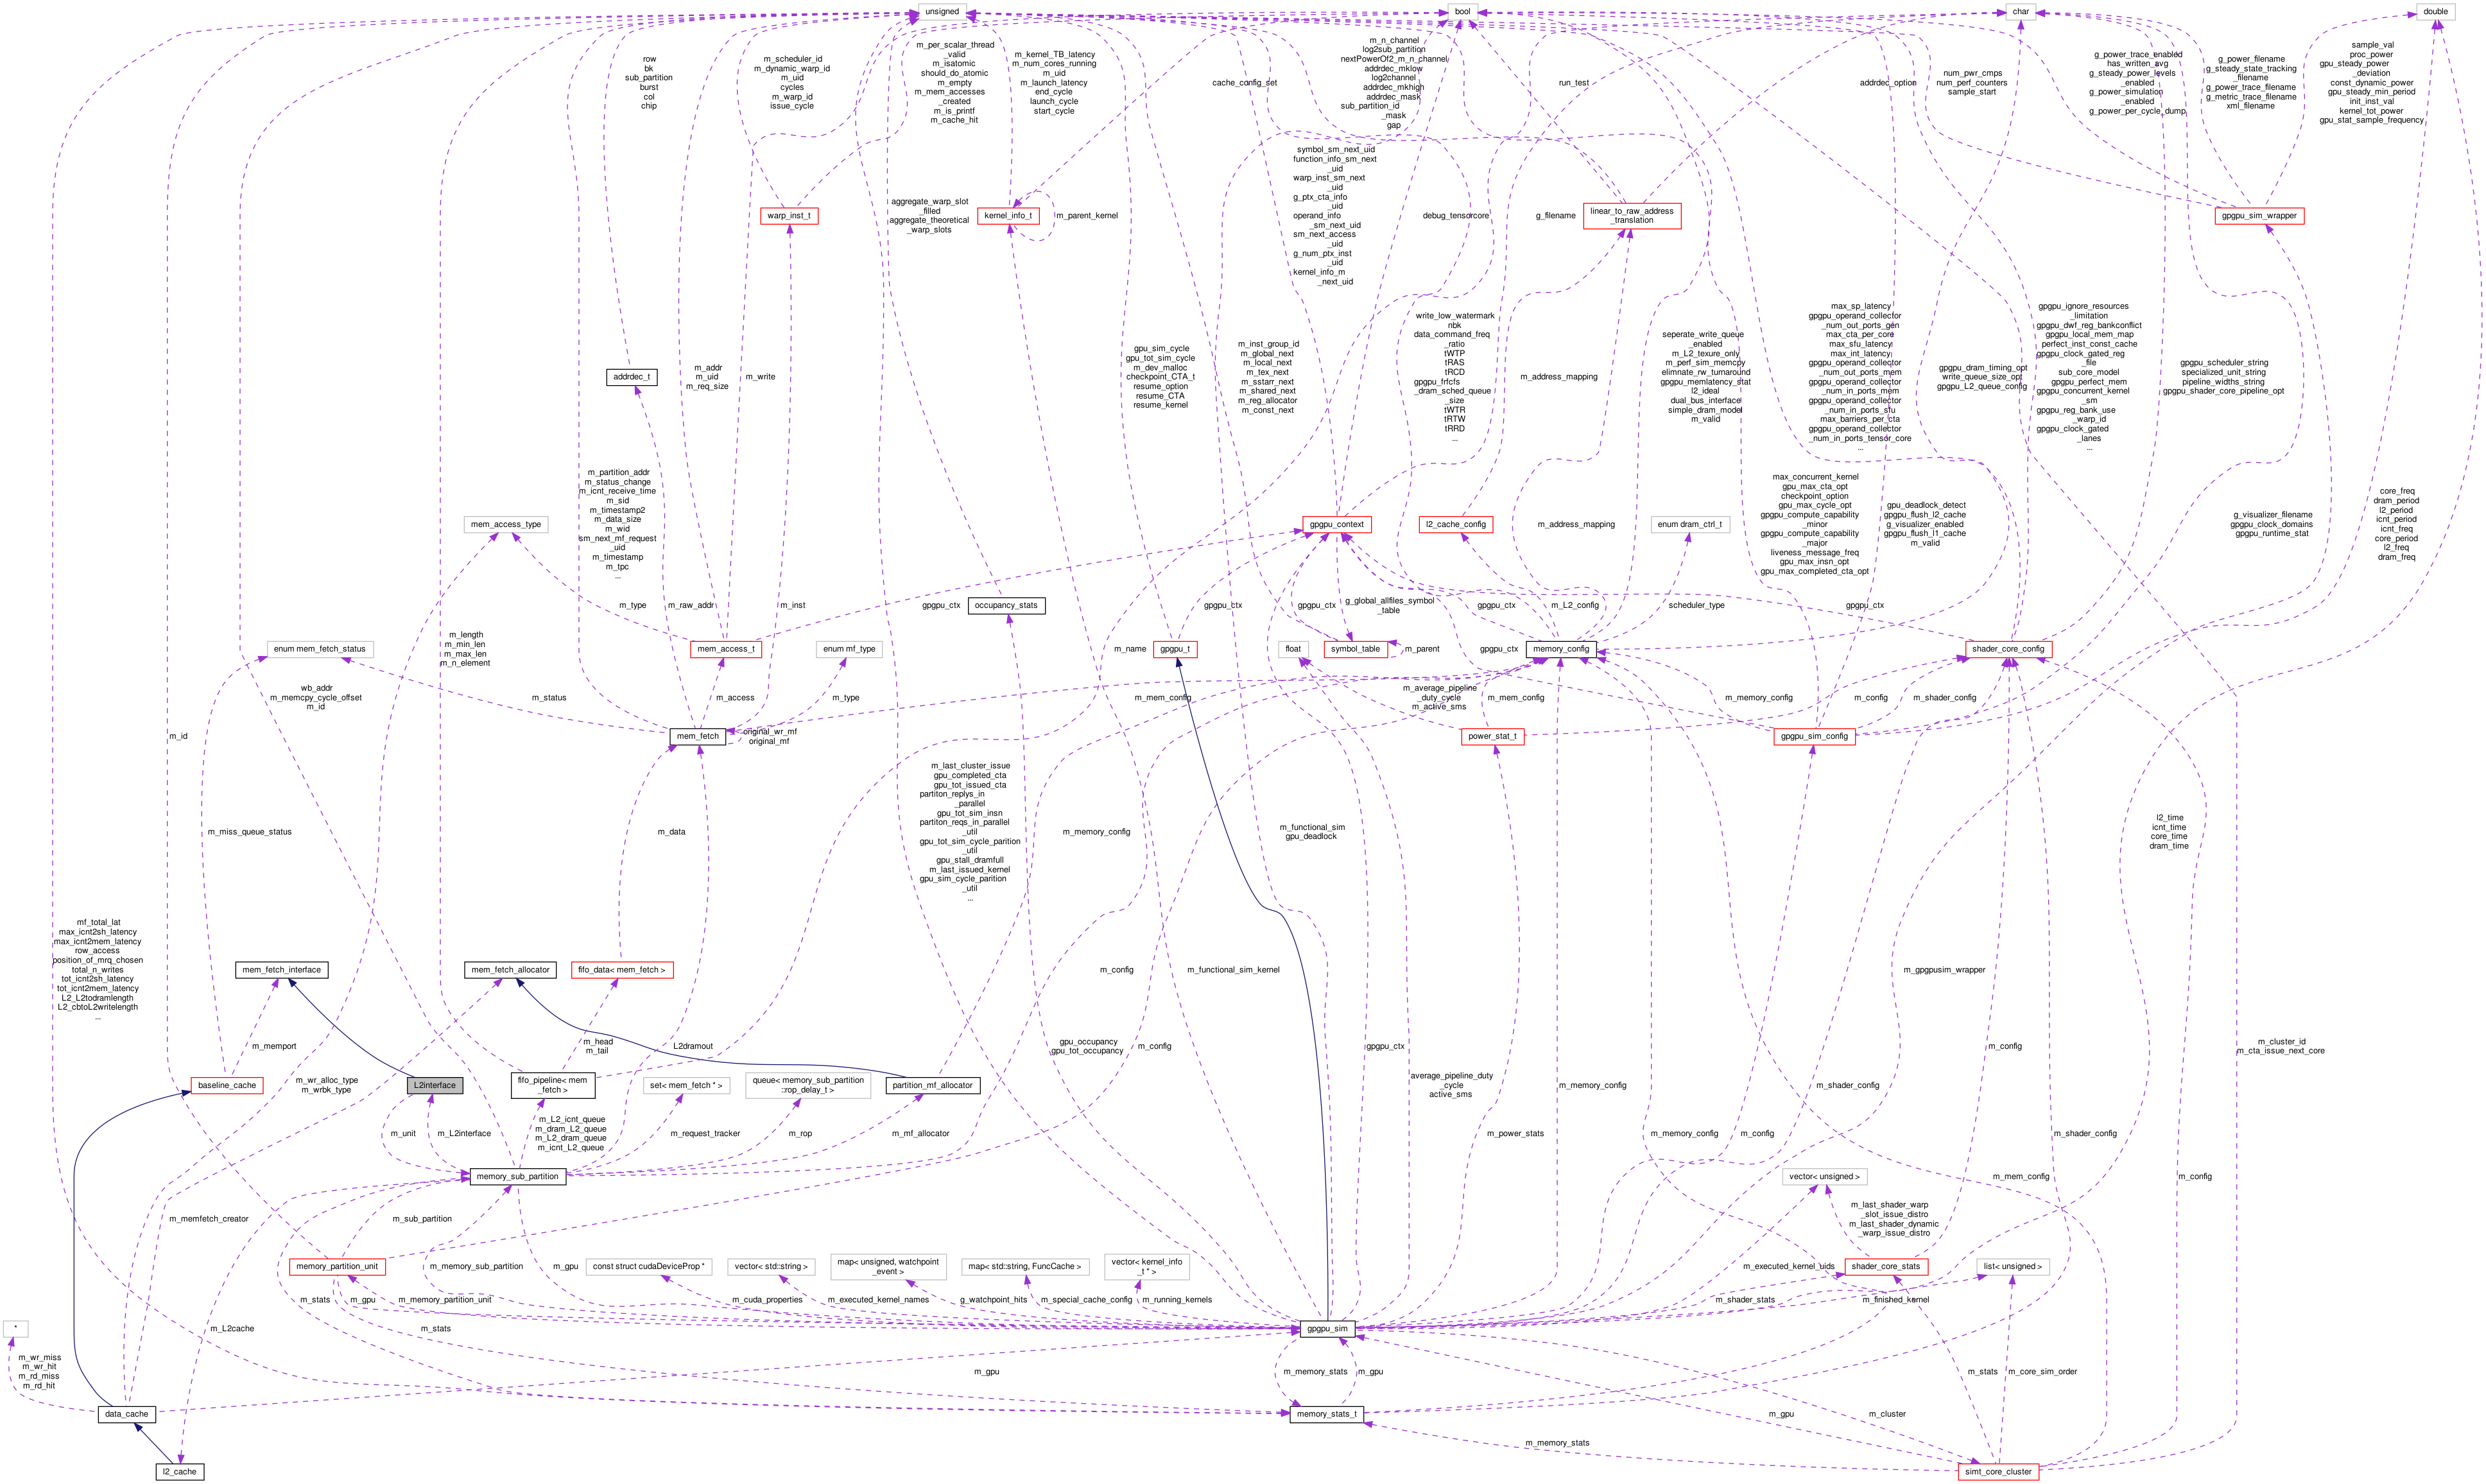 unsigned
bool
char
double
row
bk
sub_partition
burst
col
chip
m_scheduler_id
m_dynamic_warp_id
m_uid
cycles
m_warp_id
issue_cycle
m_per_scalar_thread
_valid
m_isatomic
should_do_atomic
m_empty
m_mem_accesses
_created
m_is_printf
m_cache_hit
m_kernel_TB_latency
m_num_cores_running
m_uid
m_launch_latency
end_cycle
launch_cycle
start_cycle
cache_config_set
m_n_channel
log2sub_partition
nextPowerOf2_m_n_channel
addrdec_mklow
log2channel
addrdec_mkhigh
addrdec_mask
sub_partition_id
_mask
gap
run_test
addrdec_option
num_pwr_cmps
num_perf_counters
sample_start
g_power_trace_enabled
has_written_avg
g_steady_power_levels
_enabled
g_power_simulation
_enabled
g_power_per_cycle_dump
g_power_filename
g_steady_state_tracking
_filename
g_power_trace_filename
g_metric_trace_filename
xml_filename
sample_val
proc_power
gpu_steady_power
_deviation
const_dynamic_power
gpu_steady_min_period
init_inst_val
kernel_tot_power
gpu_stat_sample_frequency
warp_inst_t
aggregate_warp_slot
_filled
aggregate_theoretical
_warp_slots
kernel_info_t
m_parent_kernel
symbol_sm_next_uid
function_info_sm_next
_uid
warp_inst_sm_next
_uid
g_ptx_cta_info
_uid
operand_info
_sm_next_uid
sm_next_access
_uid
g_num_ptx_inst
_uid
kernel_info_m
_next_uid
debug_tensorcore
g_filename
linear_to_raw_address
_translation
gpgpu_sim_wrapper
addrdec_t
m_addr
m_uid
m_req_size
m_write
gpu_sim_cycle
gpu_tot_sim_cycle
m_dev_malloc
checkpoint_CTA_t
resume_option
resume_CTA
resume_kernel
m_inst_group_id
m_global_next
m_local_next
m_tex_next
m_sstarr_next
m_shared_next
m_reg_allocator
m_const_next
write_low_watermark
nbk
data_command_freq
_ratio
tWTP
tRAS
tRCD
gpgpu_frfcfs
_dram_sched_queue
_size
tWTR
tRTW
tRRD
...
m_address_mapping
seperate_write_queue
_enabled
m_L2_texure_only
m_perf_sim_memcpy
elimnate_rw_turnaround
gpgpu_memlatency_stat
l2_ideal
dual_bus_interface
simple_dram_model
m_valid
max_sp_latency
gpgpu_operand_collector
_num_out_ports_gen
max_cta_per_core
max_sfu_latency
max_int_latency
gpgpu_operand_collector
_num_out_ports_mem
gpgpu_operand_collector
_num_in_ports_mem
gpgpu_operand_collector
_num_in_ports_sfu
max_barriers_per_cta
gpgpu_operand_collector
_num_in_ports_tensor_core
...
gpgpu_dram_timing_opt
write_queue_size_opt
gpgpu_L2_queue_config
gpgpu_ignore_resources
_limitation
gpgpu_dwf_reg_bankconflict
gpgpu_local_mem_map
perfect_inst_const_cache
gpgpu_clock_gated_reg
_file
sub_core_model
gpgpu_perfect_mem
gpgpu_concurrent_kernel
_sm
gpgpu_reg_bank_use
_warp_id
gpgpu_clock_gated
_lanes
...
gpgpu_scheduler_string
specialized_unit_string
pipeline_widths_string
gpgpu_shader_core_pipeline_opt
m_partition_addr
m_status_change
m_icnt_receive_time
m_sid
m_timestamp2
m_data_size
m_wid
sm_next_mf_request
_uid
m_timestamp
m_tpc
...
mem_access_type
gpgpu_context
l2_cache_config
m_address_mapping
enum dram_ctrl_t
max_concurrent_kernel
gpu_max_cta_opt
checkpoint_option
gpu_max_cycle_opt
gpgpu_compute_capability
_minor
gpgpu_compute_capability
_major
liveness_message_freq
gpu_max_insn_opt
gpu_max_completed_cta_opt
gpu_deadlock_detect
gpgpu_flush_l2_cache
g_visualizer_enabled
gpgpu_flush_l1_cache
m_valid
g_visualizer_filename
gpgpu_clock_domains
gpgpu_runtime_stat
core_freq
dram_period
l2_period
icnt_period
icnt_freq
core_period
l2_freq
dram_freq
m_type
m_raw_addr
m_inst
gpgpu_ctx
occupancy_stats
gpgpu_ctx
gpgpu_ctx
g_global_allfiles_symbol
_table
gpgpu_ctx
m_L2_config
scheduler_type
gpgpu_ctx
m_length
m_min_len
m_max_len
m_n_element
enum mem_fetch_status
mem_access_t
enum mf_type
m_name
gpgpu_t
float
symbol_table
m_parent
gpgpu_ctx
memory_config
shader_core_config
wb_addr
m_memcpy_cycle_offset
m_id
m_status
m_access
m_type
m_mem_config
m_average_pipeline
_duty_cycle
m_active_sms
m_mem_config
m_memory_config
m_config
m_shader_config
m_id
mem_fetch
original_wr_mf
original_mf
power_stat_t
gpgpu_sim_config
m_miss_queue_status
m_data
m_last_cluster_issue
gpu_completed_cta
gpu_tot_issued_cta
partiton_replys_in
_parallel
gpu_tot_sim_insn
partiton_reqs_in_parallel
_util
gpu_tot_sim_cycle_parition
_util
gpu_stall_dramfull
m_last_issued_kernel
gpu_sim_cycle_parition
_util
...
m_memory_config
m_functional_sim
gpu_deadlock
l2_time
icnt_time
core_time
dram_time
mf_total_lat
max_icnt2sh_latency
max_icnt2mem_latency
row_access
position_of_mrq_chosen
total_n_writes
tot_icnt2sh_latency
tot_icnt2mem_latency
L2_L2todramlength
L2_cbtoL2writelength
...
mem_fetch_interface
mem_fetch_allocator
fifo_data< mem_fetch >
m_config
m_functional_sim_kernel
m_gpgpusim_wrapper
m_memport
m_head
m_tail
L2dramout
gpu_occupancy
gpu_tot_occupancy
m_config
gpgpu_ctx
m_config
m_cluster_id
m_cta_issue_next_core
baseline_cache
m_wr_alloc_type
m_wrbk_type
L2interface
fifo_pipeline< mem
_fetch >
set< mem_fetch * >
queue< memory_sub_partition
::rop_delay_t >
partition_mf_allocator
average_pipeline_duty
_cycle
active_sms
m_memory_config
m_shader_config
m_unit
m_L2interface
m_L2_icnt_queue
m_dram_L2_queue
m_L2_dram_queue
m_icnt_L2_queue
m_request_tracker
m_rop
m_mf_allocator
m_power_stats
m_memory_config
m_config
m_shader_config
memory_sub_partition
vector< unsigned >
m_mem_config
m_config
m_memfetch_creator
m_sub_partition
m_last_shader_warp
_slot_issue_distro
m_last_shader_dynamic
_warp_issue_distro
memory_partition_unit
m_memory_sub_partition
m_gpu
const struct cudaDeviceProp *
vector< std::string >
map< unsigned, watchpoint
_event >
map< std::string, FuncCache >
vector< kernel_info
_t * >
m_executed_kernel_uids
shader_core_stats
list< unsigned >
m_stats
m_gpu
m_memory_partition_unit
m_cuda_properties
m_executed_kernel_names
g_watchpoint_hits
m_special_cache_config
m_running_kernels
m_shader_stats
m_finished_kernel
*
m_L2cache
m_stats
gpgpu_sim
m_wr_miss
m_wr_hit
m_rd_miss
m_rd_hit
m_gpu
m_memory_stats
m_gpu
m_stats
m_core_sim_order
data_cache
memory_stats_t
m_gpu
m_cluster
m_memory_stats
l2_cache
simt_core_cluster